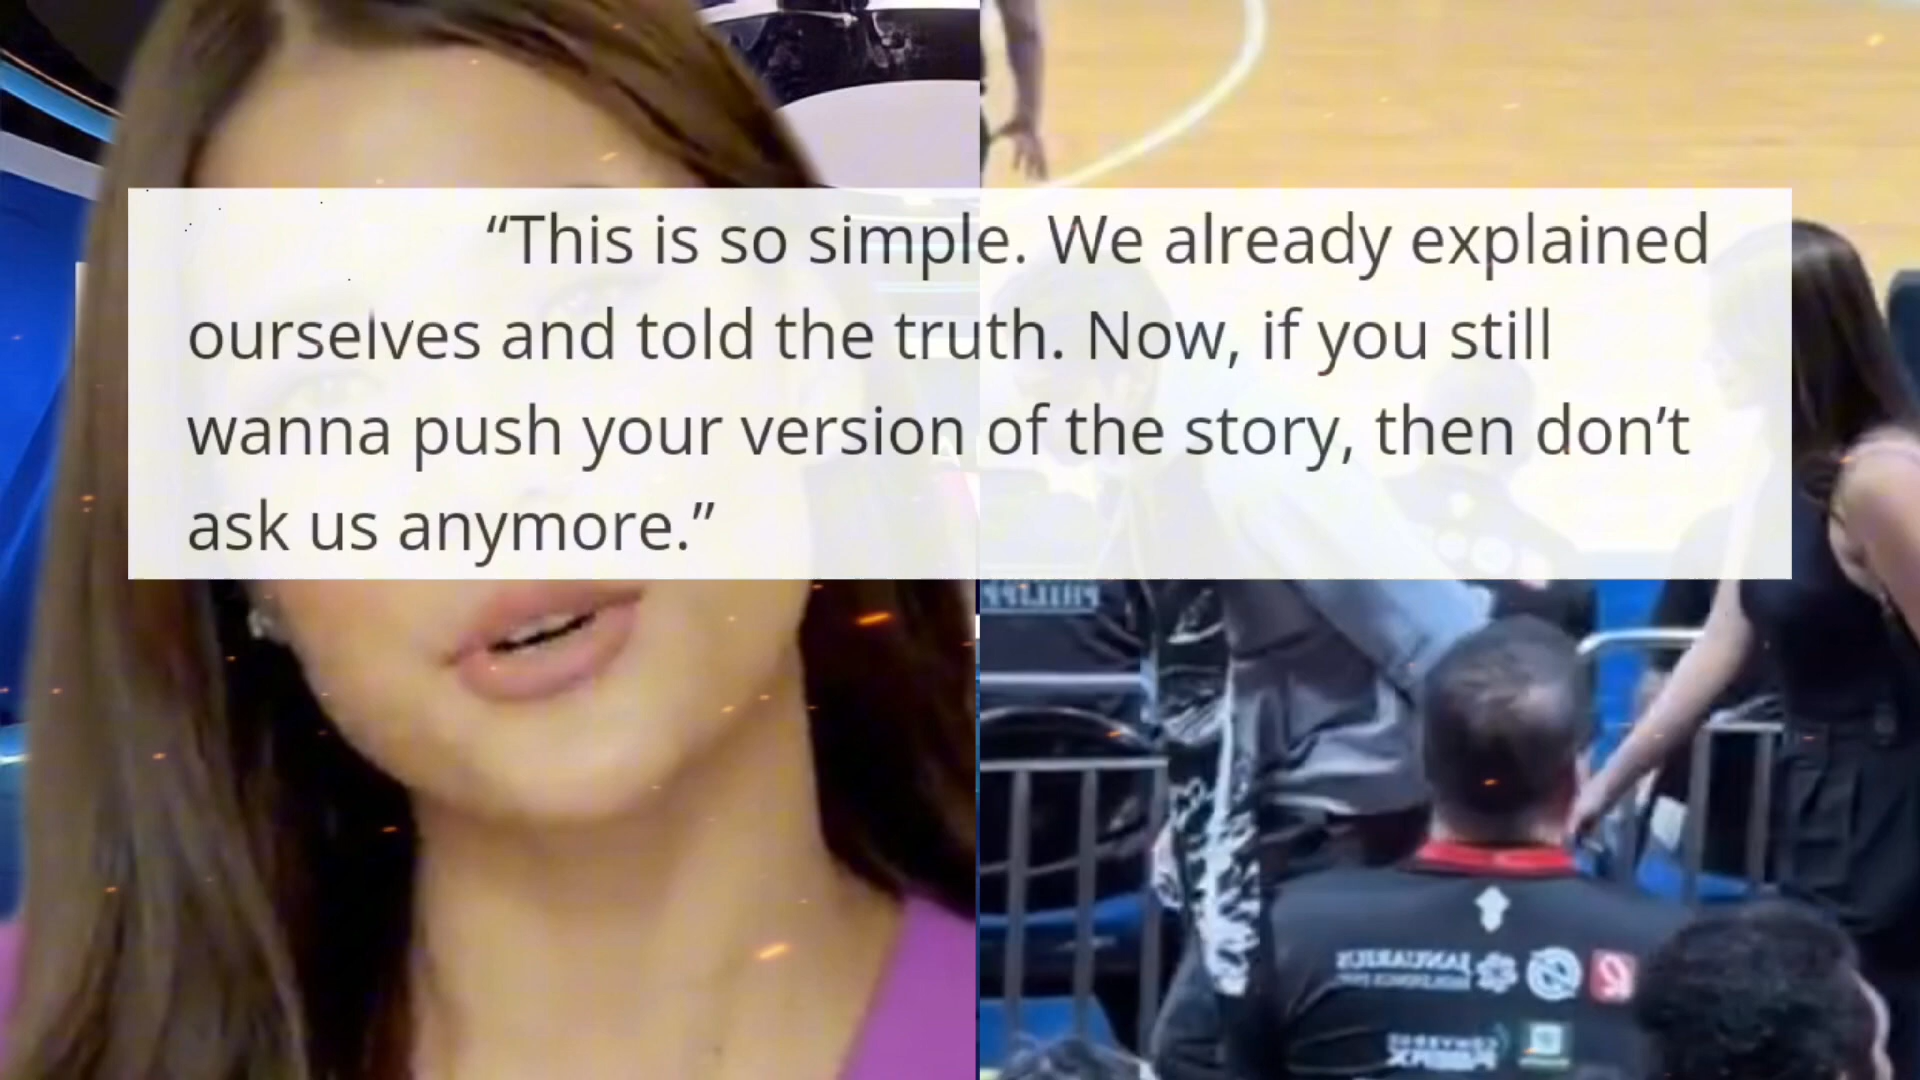 “This is so simple. We already explained
ourselves and told the truth. Now, if you still
wanna push your version of the story, then don’t
ask us anymore.”
JANUARIUS